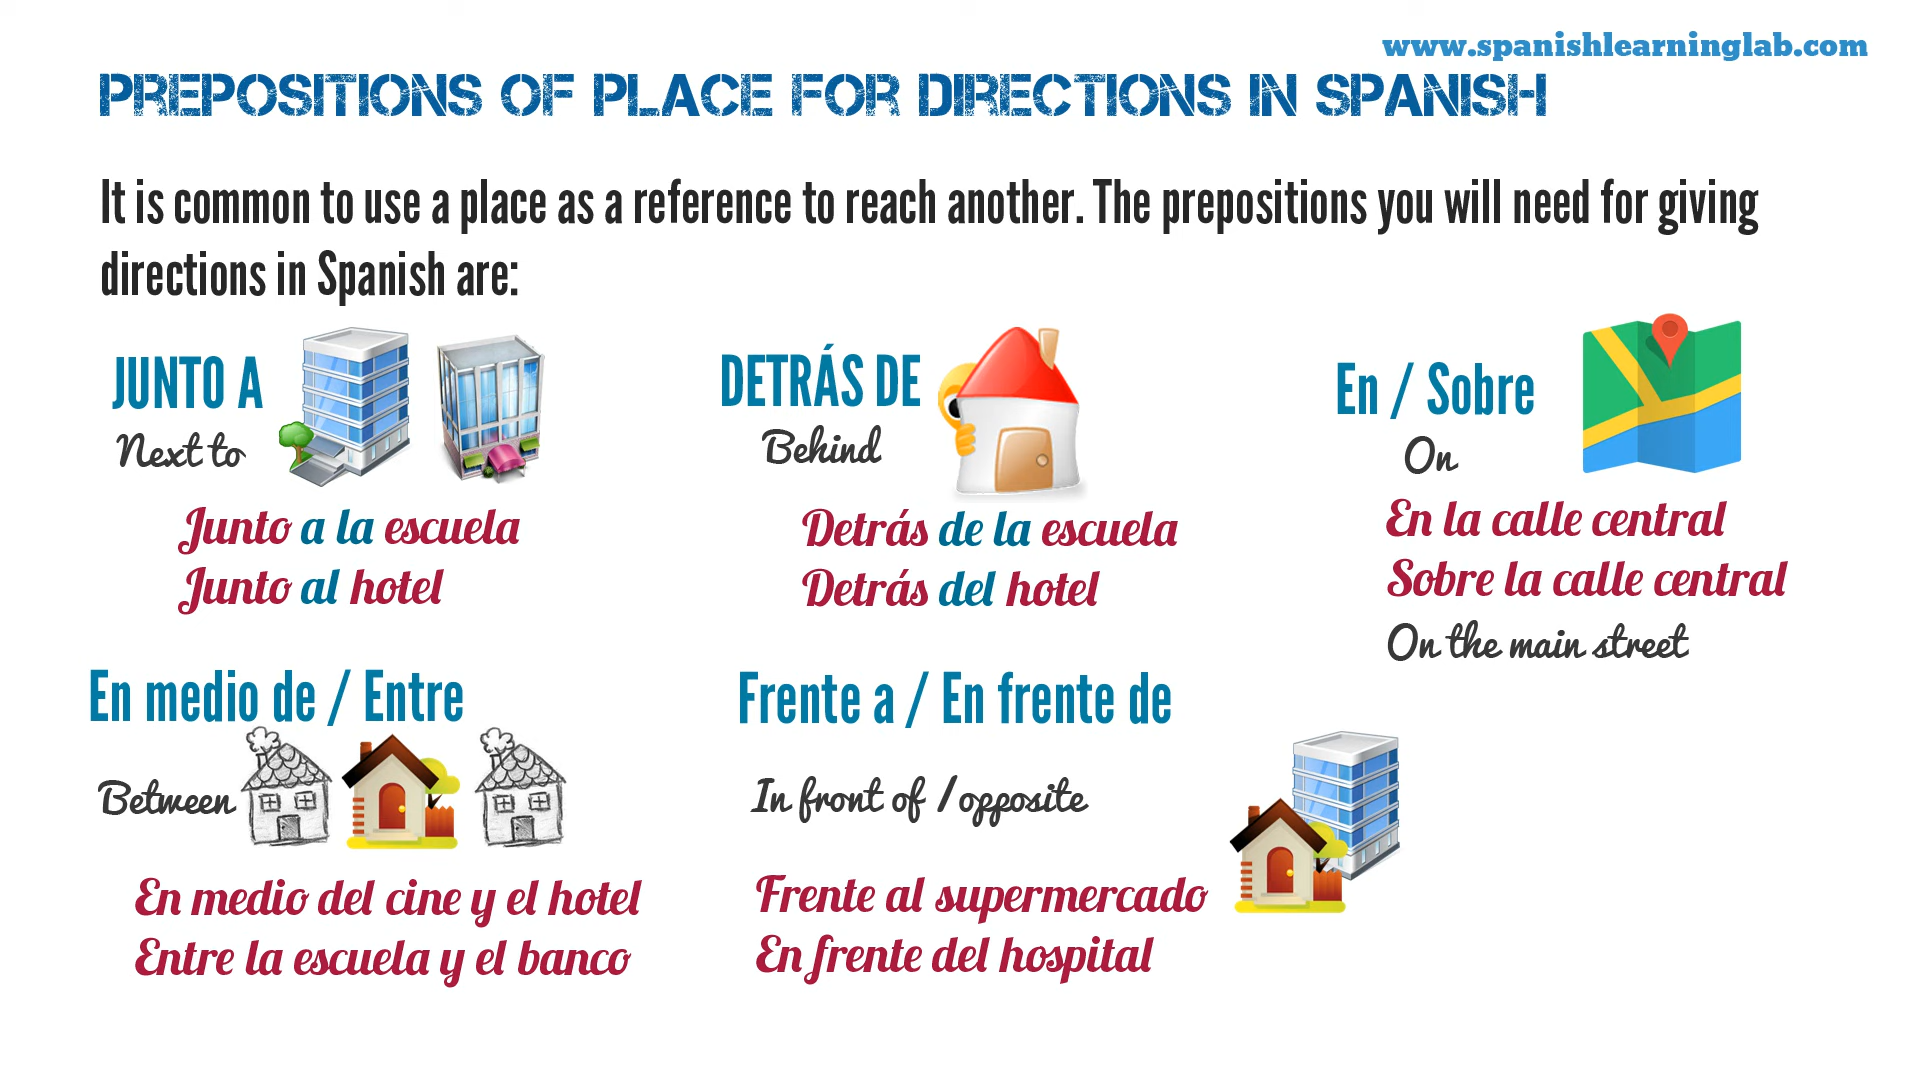 www.spanishlearninglab.com
PREPOSITIONS OF PLACE FOR DIRECTIONS IN SPANISH
It is common to use a place as a reference to reach another. The prepositions you will need for giving
directions in Spanish are:
JUNTO A
Next to
Junto a la escuela
Junto al hotel
DETRÁS DE
Behind
Detrás de la escuela
Detrás del hotel
En / Sobre
On
En la calle central
Sobre la calle central
On the main street
En medio de / Entre
Between
En medio del cine y el hotel
Entre la escuela y el banco
Frente a / En frente de
In front of / opposite
Frente al supermercado
En frente del hospital